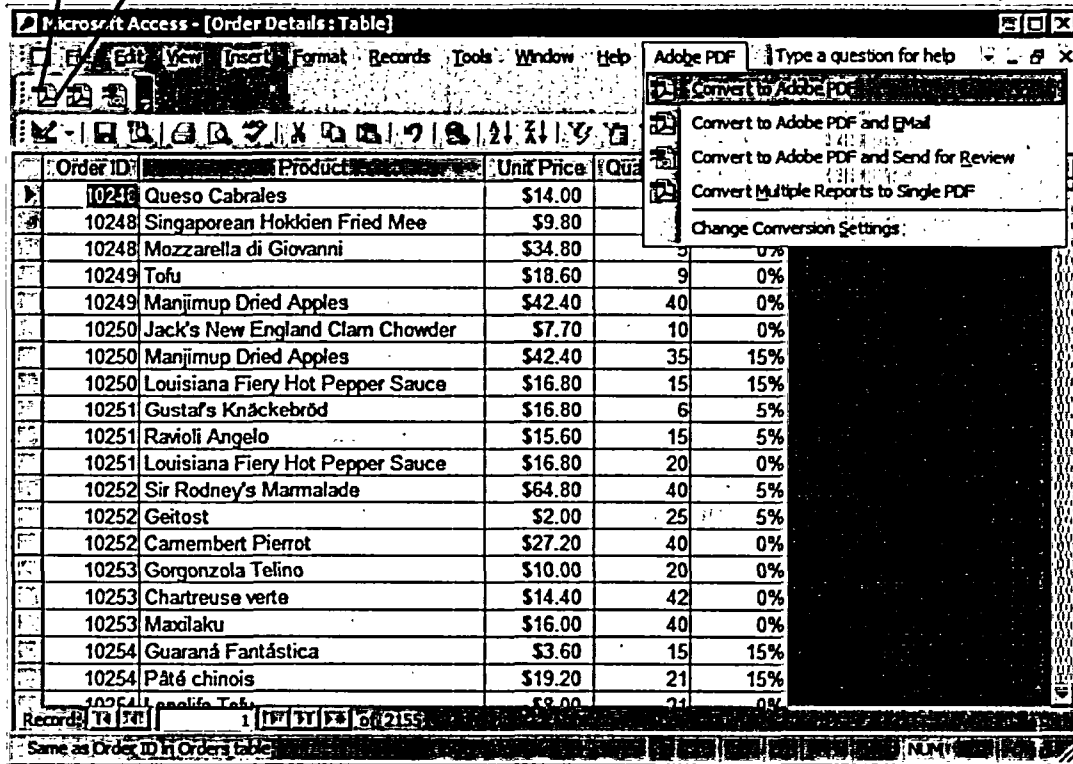 Microsoft Access - [Order Details : Table]
Edit View Insert Format Records Tools Window Help Adobe PDF Type a question for help
Convert to Adobe PDF
Convert to Adobe PDF and EMail
Convert to Adobe PDF and Send for Review
Convert Multiple Reports to Single PDF
Change Conversion Settings
Order ID Product Unit Price Qua
10248 Queso Cabrales $14.00
10248 Singaporean Hokkien Fried Mee $9.80
10248 Mozzarella di Giovanni $34.80 5 0%
10249 Tofu $18.60 9 0%
10249 Manjimup Dried Apples $42.40 40 0%
10250 Jack's New England Clam Chowder $7.70 10 0%
10250 Manjimup Dried Apples $42.40 35 15%
10250 Louisiana Fiery Hot Pepper Sauce $16.80 15 15%
10251 Gustaf's Knäckebröd $16.80 6 5%
10251 Ravioli Angelo $15.60 15 5%
10251 Louisiana Fiery Hot Pepper Sauce $16.80 20 0%
10252 Sir Rodney's Marmalade $64.80 40 5%
10252 Geitost $2.00 25 5%
10252 Camembert Pierrot $27.20 40 0%
10253 Gorgonzola Telino $10.00 20 0%
10253 Chartreuse verte $14.40 42 0%
10253 Maxilaku $16.00 40 0%
10254 Guaraná Fantástica $3.60 15 15%
10254 Pâté chinois $19.20 21 15%
10254 Longlife Tofu $8.00 21 0%
Record: 1 of 2155
Same as Order ID in Orders table NUM